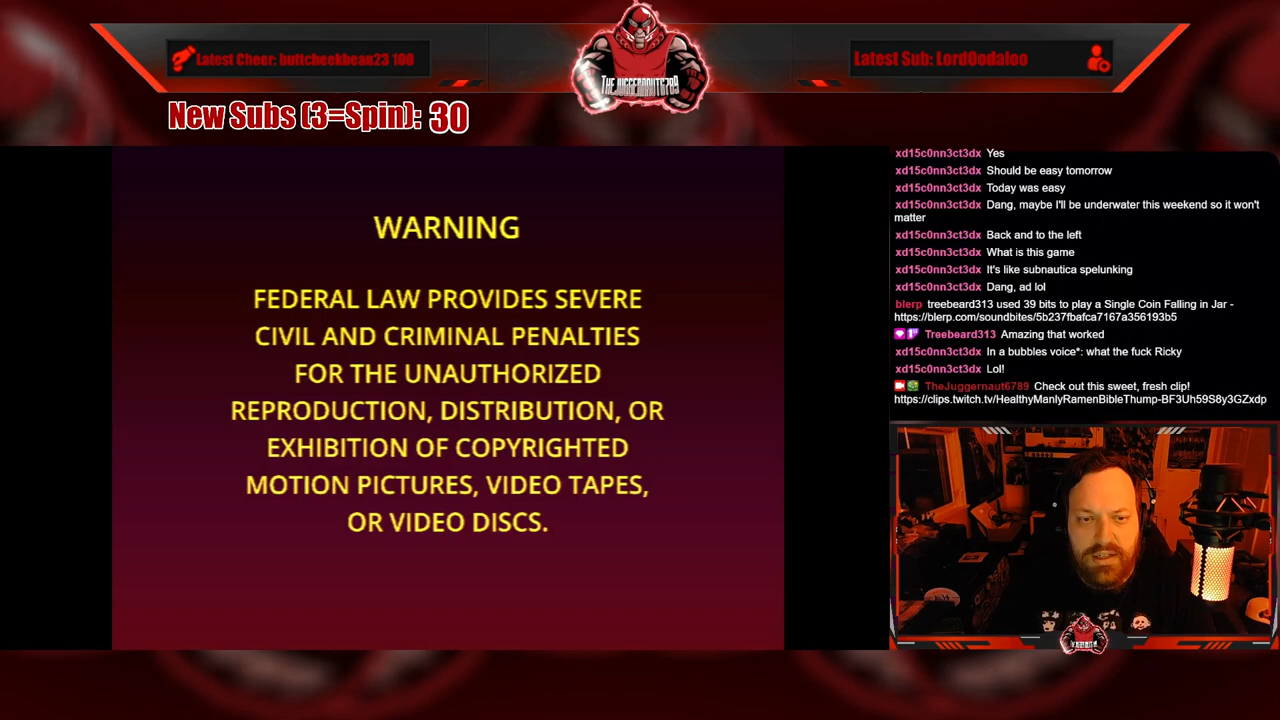 Latest Cheer: buttcheekbeau23 100
THEJUGGERNAUT6789
Latest Sub: LordOodaloo
New Subs (3=Spin): 30
WARNING
FEDERAL LAW PROVIDES SEVERE
CIVIL AND CRIMINAL PENALTIES
FOR THE UNAUTHORIZED
REPRODUCTION, DISTRIBUTION, OR
EXHIBITION OF COPYRIGHTED
MOTION PICTURES, VIDEO TAPES,
OR VIDEO DISCS.
xd15c0nn3ct3dx Yes
xd15c0nn3ct3dx Should be easy tomorrow
xd15c0nn3ct3dx Today was easy
xd15c0nn3ct3dx Dang, maybe I'll be underwater this weekend so it won't
matter
xd15c0nn3ct3dx Back and to the left
xd15c0nn3ct3dx What is this game
xd15c0nn3ct3dx It's like subnautica spelunking
xd15c0nn3ct3dx Dang, ad lol
blerp treebeard313 used 39 bits to play a Single Coin Falling in Jar -
https://blerp.com/soundbites/5b237fbafca7167a356193b5
Treebeard313 Amazing that worked
xd15c0nn3ct3dx In a bubbles voice*: what the fuck Ricky
xd15c0nn3ct3dx Lol!
TheJuggernaut6789 Check out this sweet, fresh clip!
https://clips.twitch.tv/HealthyManlyRamenBibleThump-BF3Uh59S8y3GZxdp